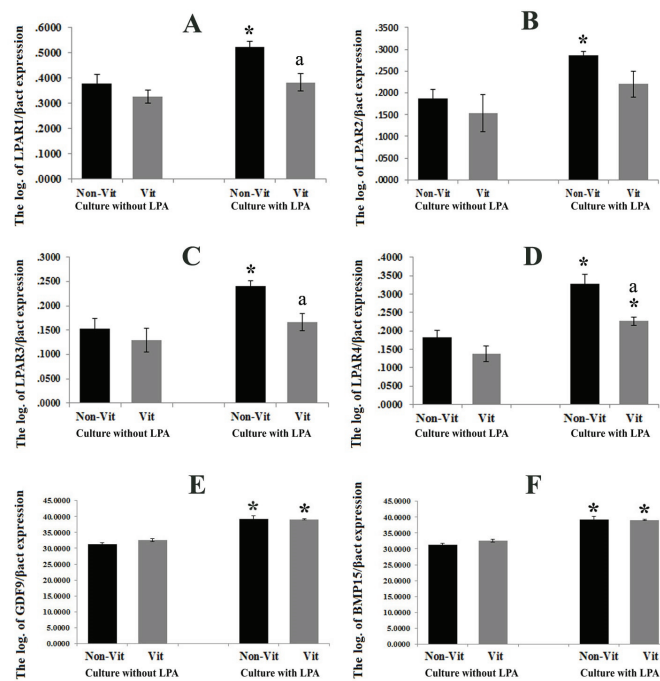 A
The log. of LPAR1/βact expression
.6000
.5000
.4000
.3000
.2000
.1000
.0000
*
a
Non-Vit Vit Non-Vit Vit
Culture without LPA Culture with LPA
B
The log. of LPAR2/βact expression
.3500
.3000
.2500
.2000
.1500
.1000
.0500
.0000
*
Non-Vit Vit Non-Vit Vit
Culture without LPA Culture with LPA
C
The log. of LPAR3/βact expression
.3000
.2500
.2000
.1500
.1000
.0500
.0000
*
a
Non-Vit Vit Non-Vit Vit
Culture without LPA Culture with LPA
D
The log. of LPAR4/βact expression
.4000
.3500
.3000
.2500
.2000
.1500
.1000
.0500
.0000
*
a
*
Non-Vit Vit Non-Vit Vit
Culture without LPA Culture with LPA
E
The log. of GDF9/βact expression
45.0000
40.0000
35.0000
30.0000
25.0000
20.0000
15.0000
10.0000
5.0000
0.0000
* *
Non-Vit Vit Non-Vit Vit
Culture without LPA Culture with LPA
F
The log. of BMP15/βact expression
45.0000
40.0000
35.0000
30.0000
25.0000
20.0000
15.0000
10.0000
5.0000
0.0000
* *
Non-Vit Vit Non-Vit Vit
Culture without LPA Culture with LPA